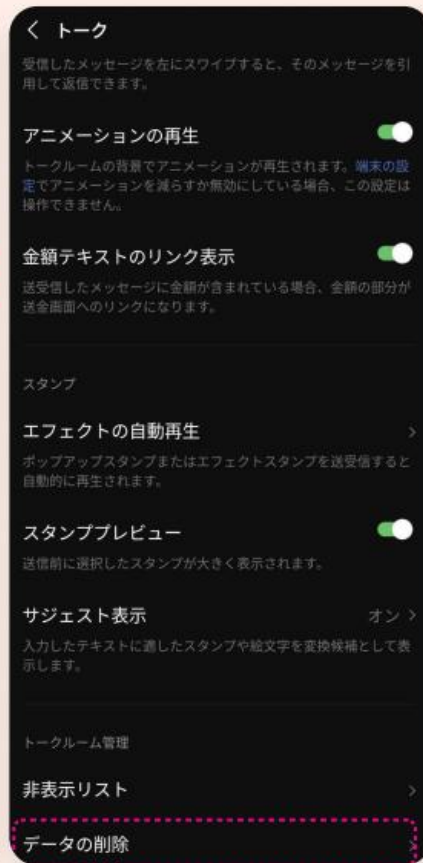 トーク
受信したメッセージを左にスワイプすると、そのメッセージを引
用して返信できます。
アニメーションの再生
トークルームの背景でアニメーションが再生されます。端末の設
定でアニメーションを減らすか無効にしている場合、この設定は
操作できません。
金額テキストのリンク表示
送受信したメッセージに金額が含まれている場合、金額の部分が
送金画面へのリンクになります。
スタンプ
エフェクトの自動再生
ポップアップスタンプまたはエフェクトスタンプを送受信すると
自動的に再生されます。
スタンププレビュー
送信前に選択したスタンプが大きく表示されます。
サジェスト表示 オン
入力したテキストに適したスタンプや絵文字を変換候補として表
示します。
トークルーム管理
非表示リスト
データの削除